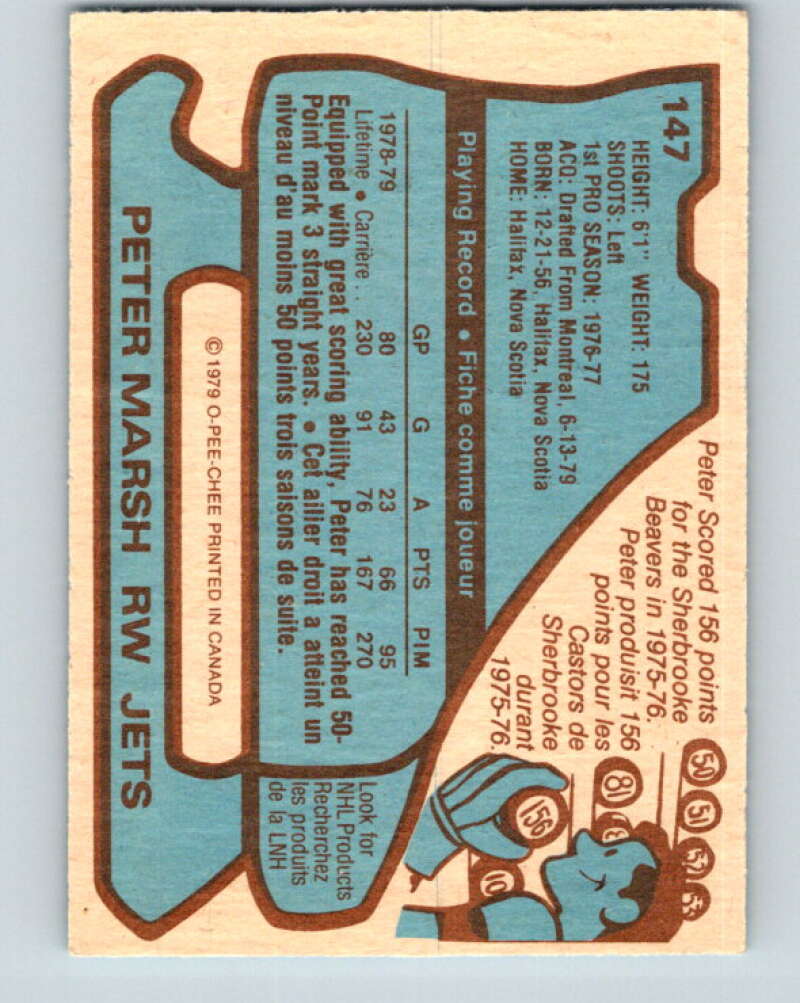 147
HEIGHT: 6'1" WEIGHT: 175
SHOOTS: Left
1st PRO SEASON: 1976-77
ACQ: Drafted From Montreal, 6-13-79
BORN: 12-21-56, Halifax, Nova Scotia
HOME: Halifax, Nova Scotia
Peter Scored 156 points
for the Sherbrooke
Beavers in 1975-76.
Peter produisit 156
points pour les
Castors de
Sherbrooke
durant
1975-76.
50 51 52 53
81
156
10
Playing Record • Fiche comme joueur
GP G A PTS PIM
1978-79 80 43 23 66 95
Lifetime • Carrière . . 230 91 76 167 270
Equipped with great scoring ability, Peter has reached 50-
Point mark 3 straight years. • Cet ailier droit a atteint un
niveau d'au moins 50 points trois saisons de suite.
Look for
NHL Products
Recherchez
les produits
de la LNH
© 1979 O-PEE-CHEE PRINTED IN CANADA
PETER MARSH RW JETS